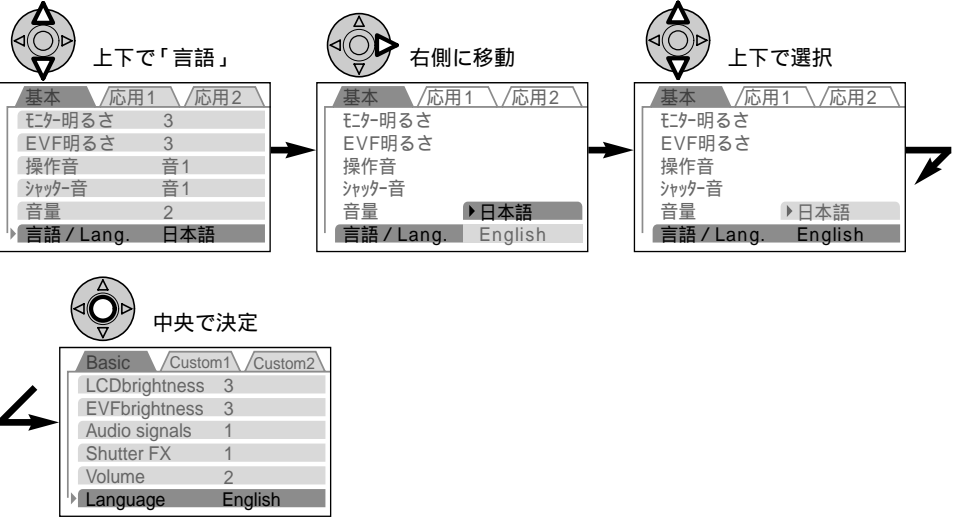 上下で「言語」
基本 応用1 応用2
ﾓﾆﾀｰ明るさ 3
EVF明るさ 3
操作音 音1
ｼｬｯﾀｰ音 音1
音量 2
言語 / Lang. 日本語
右側に移動
基本 応用1 応用2
ﾓﾆﾀｰ明るさ
EVF明るさ
操作音
ｼｬｯﾀｰ音
音量 日本語
言語 / Lang. English
上下で選択
基本 応用1 応用2
ﾓﾆﾀｰ明るさ
EVF明るさ
操作音
ｼｬｯﾀｰ音
音量 日本語
言語 / Lang. English
中央で決定
Basic Custom1 Custom2
LCDbrightness 3
EVFbrightness 3
Audio signals 1
Shutter FX 1
Volume 2
Language English